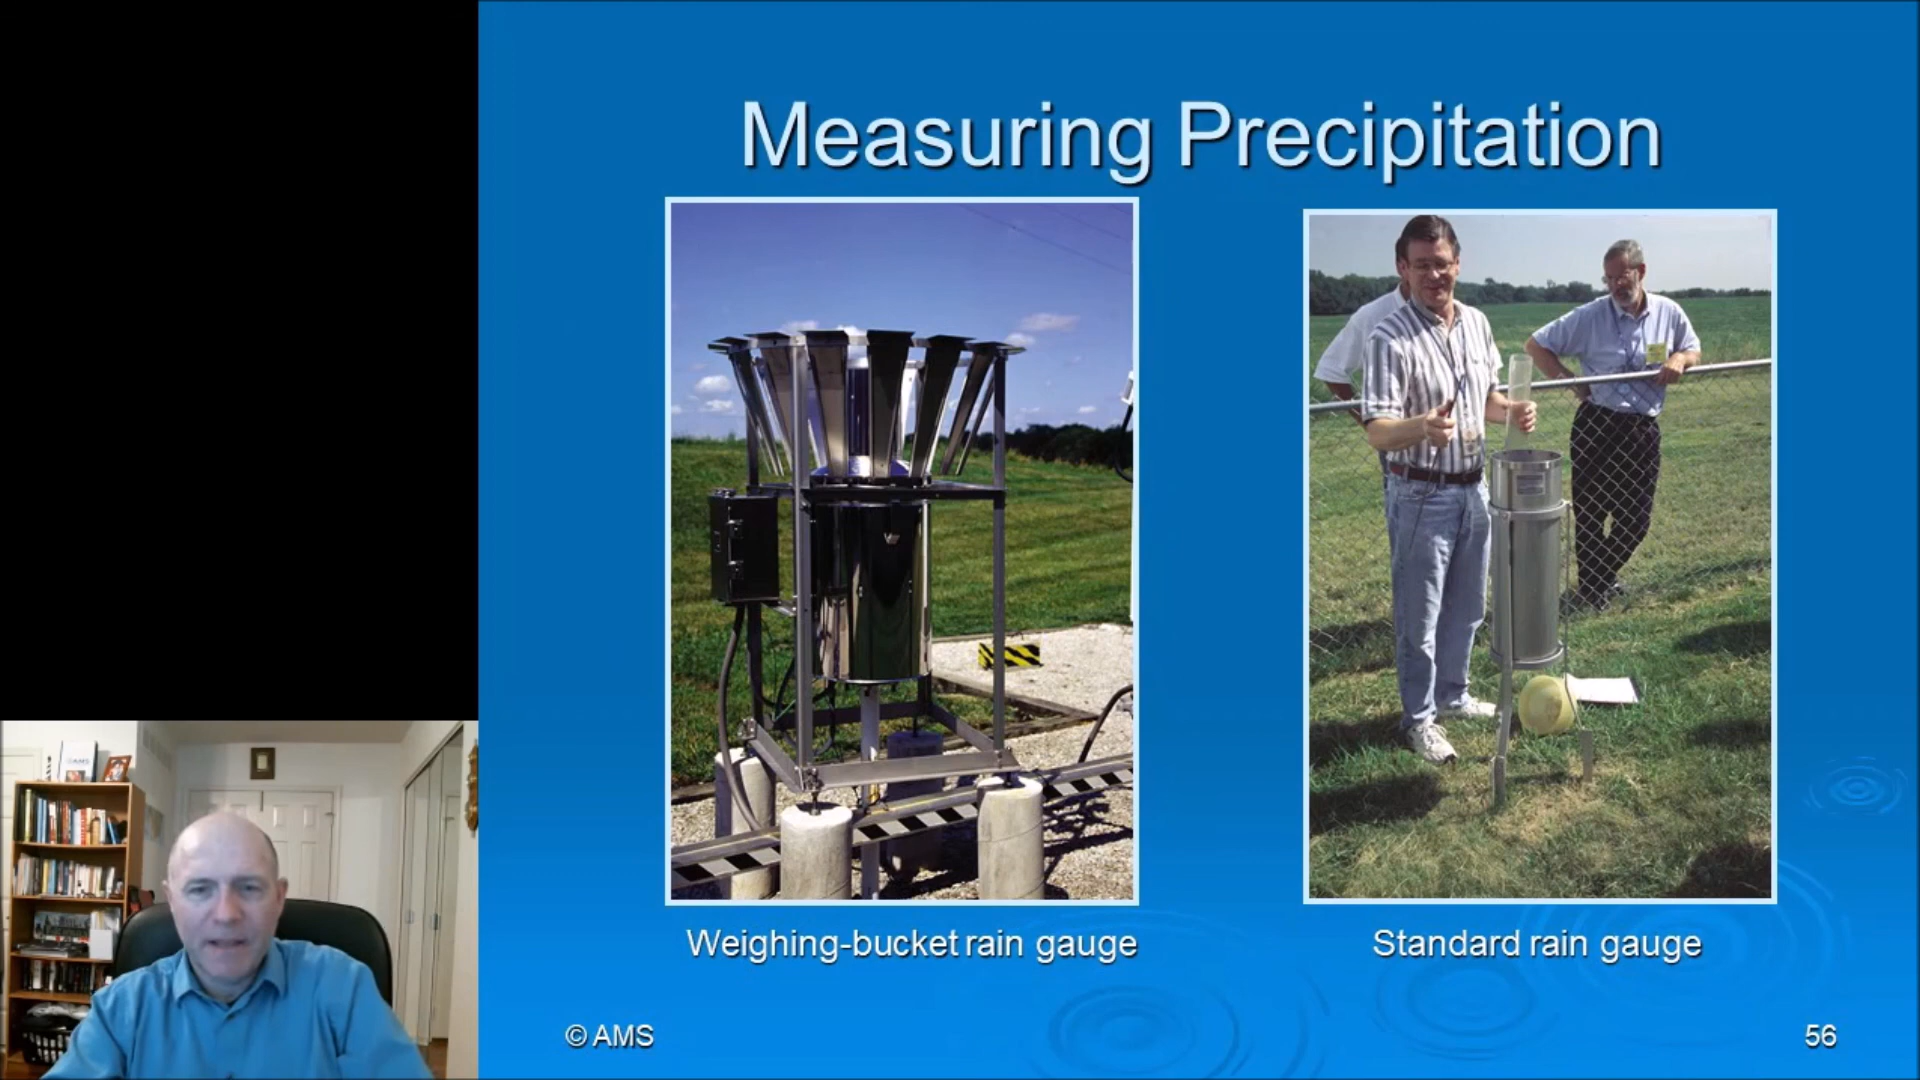 Measuring Precipitation
Weighing-bucket rain gauge
Standard rain gauge
© AMS
56